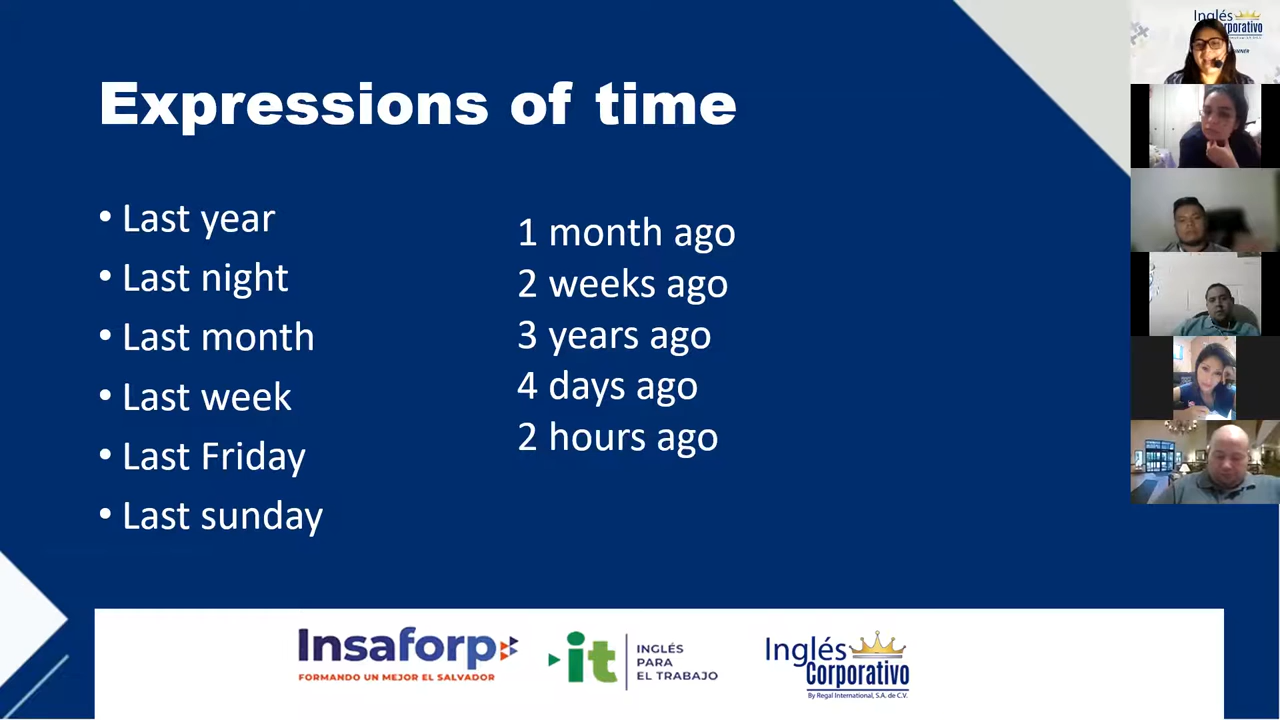 Expressions of time
• Last year
• Last night
• Last month
• Last week
• Last Friday
• Last sunday
1 month ago
2 weeks ago
3 years ago
4 days ago
2 hours ago
Insaforp
FORMANDO UN MEJOR EL SALVADOR
it
INGLÉS
PARA
EL TRABAJO
Inglés
Corporativo
By Regal International, S.A. de C.V.
Inglés
Corporativo